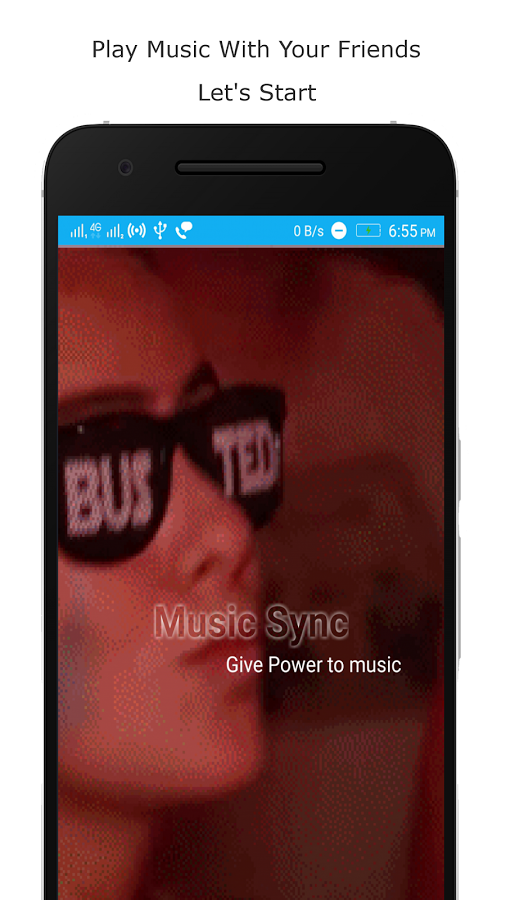 Play Music With Your Friends
Let's Start
4G 0 B/s 6:55 PM
BUS TED
Music Sync
Give Power to music